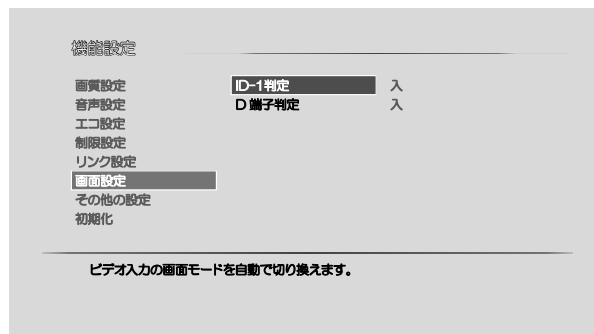 機能設定
画質設定
音声設定
エコ設定
制限設定
リンク設定
画面設定
その他の設定
初期化
ID-1判定 入
D 端子判定 入
ビデオ入力の画面モードを自動で切り換えます。